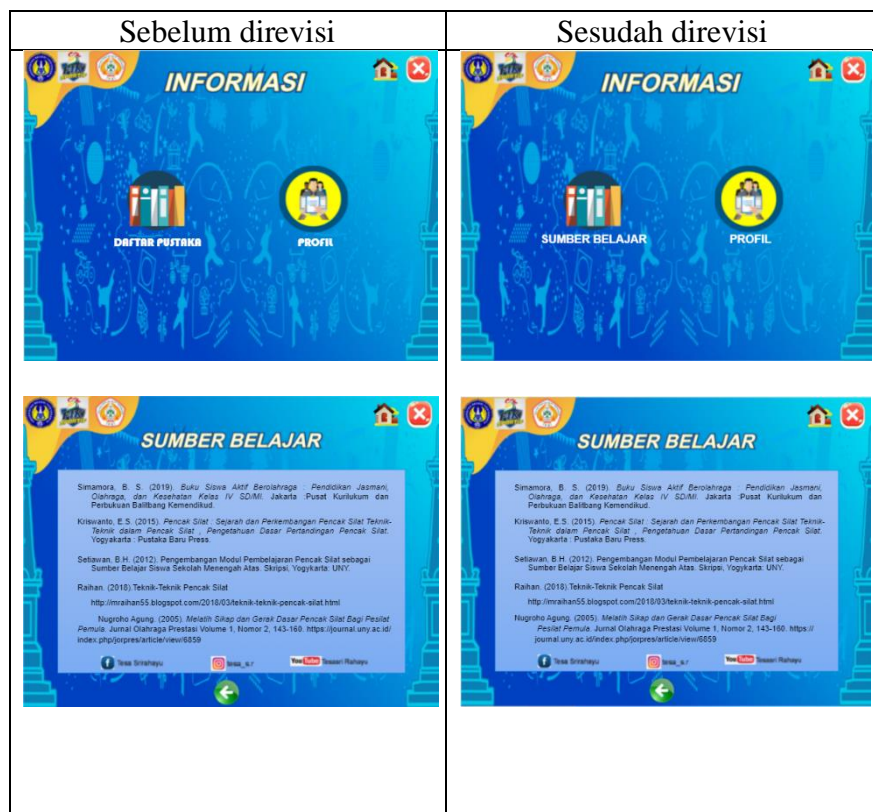 Sebelum direvisi
Sesudah direvisi
INFORMASI
DAFTAR PUSTAKA
PROFIL
INFORMASI
SUMBER BELAJAR
PROFIL
SUMBER BELAJAR
Simamora, B. S. (2019). Buku Siswa Aktif Berolahraga : Pendidikan Jasmani,
Olahraga, dan Kesehatan Kelas IV SD/MI. Jakarta :Pusat Kurilukum dan
Perbukuan Balitbang Kemendikud.
Kriswanto, E.S. (2015). Pencak Silat : Sejarah dan Perkembangan Pencak Silat Teknik-
Teknik dalam Pencak Silat , Pengetahuan Dasar Pertandingan Pencak Silat.
Yogyakarta : Pustaka Baru Press.
Setiawan, B.H. (2012). Pengembangan Modul Pembelajaran Pencak Silat sebagai
Sumber Belajar Siswa Sekolah Menengah Atas. Skripsi, Yogykarta: UNY.
Raihan. (2018).Teknik-Teknik Pencak Silat
http://mraihan55.blogspot.com/2018/03/teknik-teknik-pencak-silat.html
Nugroho Agung. (2005). Melatih Sikap dan Gerak Dasar Pencak Silat Bagi Pesilat
Pemula. Jurnal Olahraga Prestasi Volume 1, Nomor 2, 143-160. https://journal.uny.ac.id/
index.php/jorpres/article/view/6859
Tesa Srirahayu
tesa_s.r
YouTube
Tesasri Rahayu
SUMBER BELAJAR
Simamora, B. S. (2019). Buku Siswa Aktif Berolahraga : Pendidikan Jasmani,
Olahraga, dan Kesehatan Kelas IV SD/MI. Jakarta :Pusat Kurilukum dan
Perbukuan Balitbang Kemendikud.
Kriswanto, E.S. (2015). Pencak Silat : Sejarah dan Perkembangan Pencak Silat Teknik-
Teknik dalam Pencak Silat , Pengetahuan Dasar Pertandingan Pencak Silat.
Yogyakarta : Pustaka Baru Press.
Setiawan, B.H. (2012). Pengembangan Modul Pembelajaran Pencak Silat sebagai
Sumber Belajar Siswa Sekolah Menengah Atas. Skripsi, Yogykarta: UNY.
Raihan. (2018).Teknik-Teknik Pencak Silat
http://mraihan55.blogspot.com/2018/03/teknik-teknik-pencak-silat.html
Nugroho Agung. (2005). Melatih Sikap dan Gerak Dasar Pencak Silat Bagi
Pesilat Pemula. Jurnal Olahraga Prestasi Volume 1, Nomor 2, 143-160. https://
journal.uny.ac.id/index.php/jorpres/article/view/6859
Tesa Srirahayu
tesa_s.r
YouTube
Tesasri Rahayu